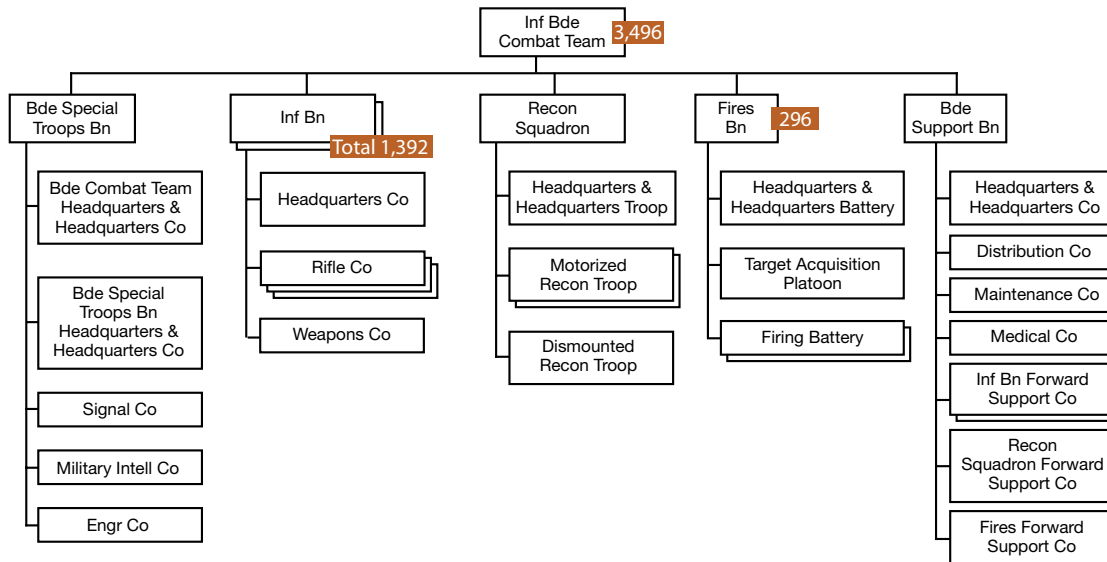 Inf Bde
Combat Team
3,496
Bde Special
Troops Bn
Inf Bn
Total 1,392
Recon
Squadron
Fires
Bn
296
Bde
Support Bn
Bde Combat Team
Headquarters &
Headquarters Co
Bde Special
Troops Bn
Headquarters &
Headquarters Co
Signal Co
Military Intell Co
Engr Co
Headquarters Co
Rifle Co
Weapons Co
Headquarters &
Headquarters Troop
Motorized
Recon Troop
Dismounted
Recon Troop
Headquarters &
Headquarters Battery
Target Acquisition
Platoon
Firing Battery
Headquarters &
Headquarters Co
Distribution Co
Maintenance Co
Medical Co
Inf Bn Forward
Support Co
Recon
Squadron Forward
Support Co
Fires Forward
Support Co